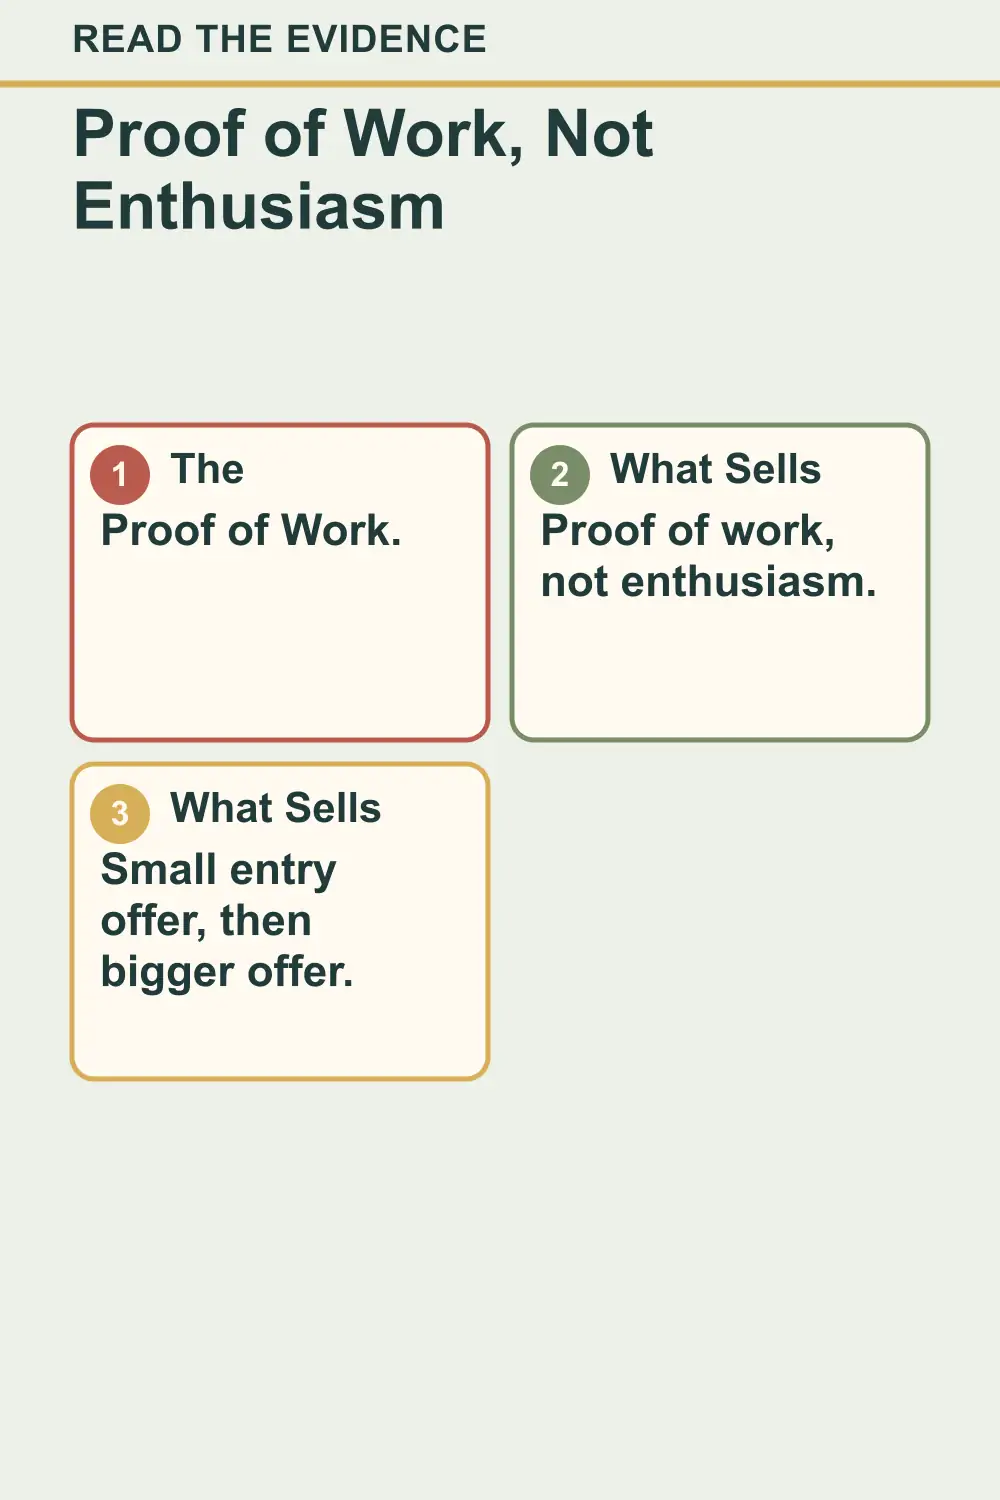 READ THE EVIDENCE
Proof of Work, Not
Enthusiasm
1 The
Proof of Work.
2 What Sells
Proof of work,
not enthusiasm.
3 What Sells
Small entry
offer, then
bigger offer.